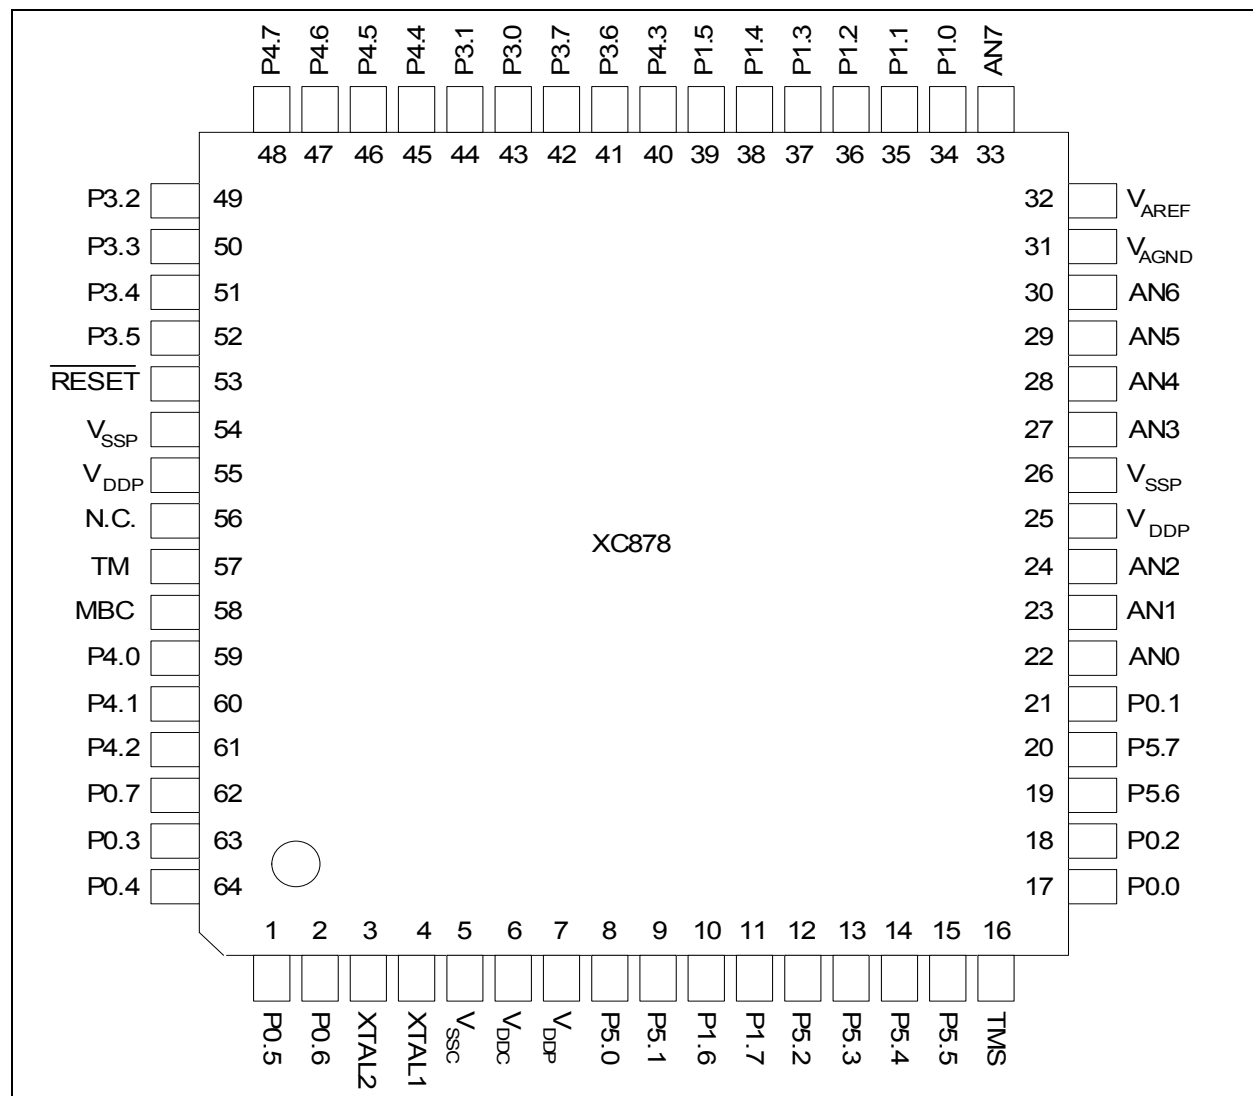 P4.7 P4.6 P4.5 P4.4 P3.1 P3.0 P3.7 P3.6 P4.3 P1.5 P1.4 P1.3 P1.2 P1.1 P1.0 AN7
48 47 46 45 44 43 42 41 40 39 38 37 36 35 34 33
P3.2 49 32 VAREF
P3.3 50 31 VAGND
P3.4 51 30 AN6
P3.5 52 29 AN5
RESET 53 28 AN4
VSSP 54 27 AN3
VDDP 55 26 VSSP
N.C. 56 25 VDDP
XC878
TM 57 24 AN2
MBC 58 23 AN1
P4.0 59 22 AN0
P4.1 60 21 P0.1
P4.2 61 20 P5.7
P0.7 62 19 P5.6
P0.3 63 18 P0.2
P0.4 64 17 P0.0
1 2 3 4 5 6 7 8 9 10 11 12 13 14 15 16
P0.5 P0.6 XTAL2 XTAL1 VSSC VDDC VDDP P5.0 P5.1 P1.6 P1.7 P5.2 P5.3 P5.4 P5.5 TMS